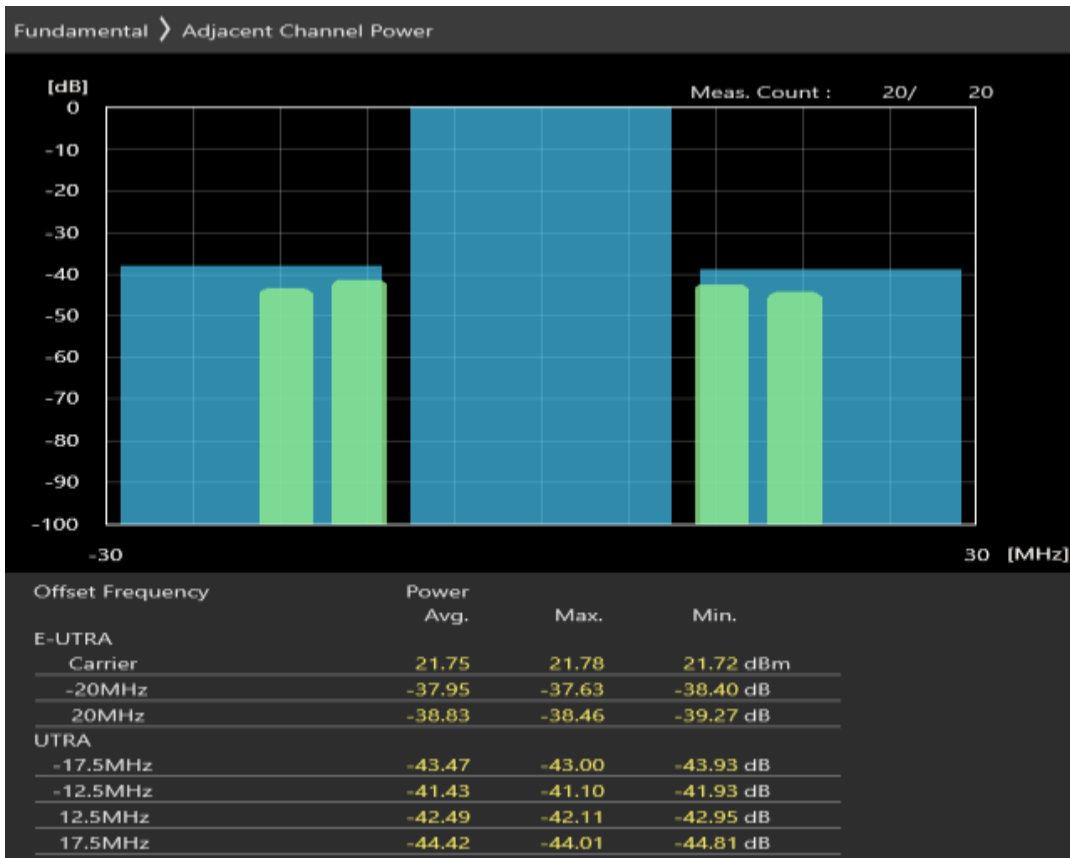 Fundamental 〉 Adjacent Channel Power
[dB]
Meas. Count : 20/ 20
0
-10
-20
-30
-40
-50
-60
-70
-80
-90
-100
-30 30 [MHz]
Offset Frequency Power
Avg. Max. Min.
E-UTRA
Carrier 21.75 21.78 21.72 dBm
-20MHz -37.95 -37.63 -38.40 dB
20MHz -38.83 -38.46 -39.27 dB
UTRA
-17.5MHz -43.47 -43.00 -43.93 dB
-12.5MHz -41.43 -41.10 -41.93 dB
12.5MHz -42.49 -42.11 -42.95 dB
17.5MHz -44.42 -44.01 -44.81 dB